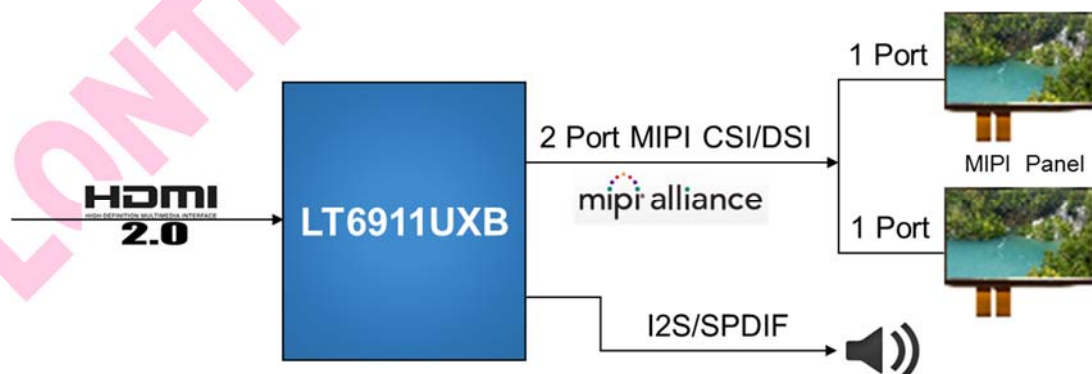 LONTI
HDMI
HIGH-DEFINITION MULTIMEDIA INTERFACE
2.0
LT6911UXB
2 Port MIPI CSI/DSI
mipi alliance
I2S/SPDIF
1 Port
MIPI Panel
1 Port